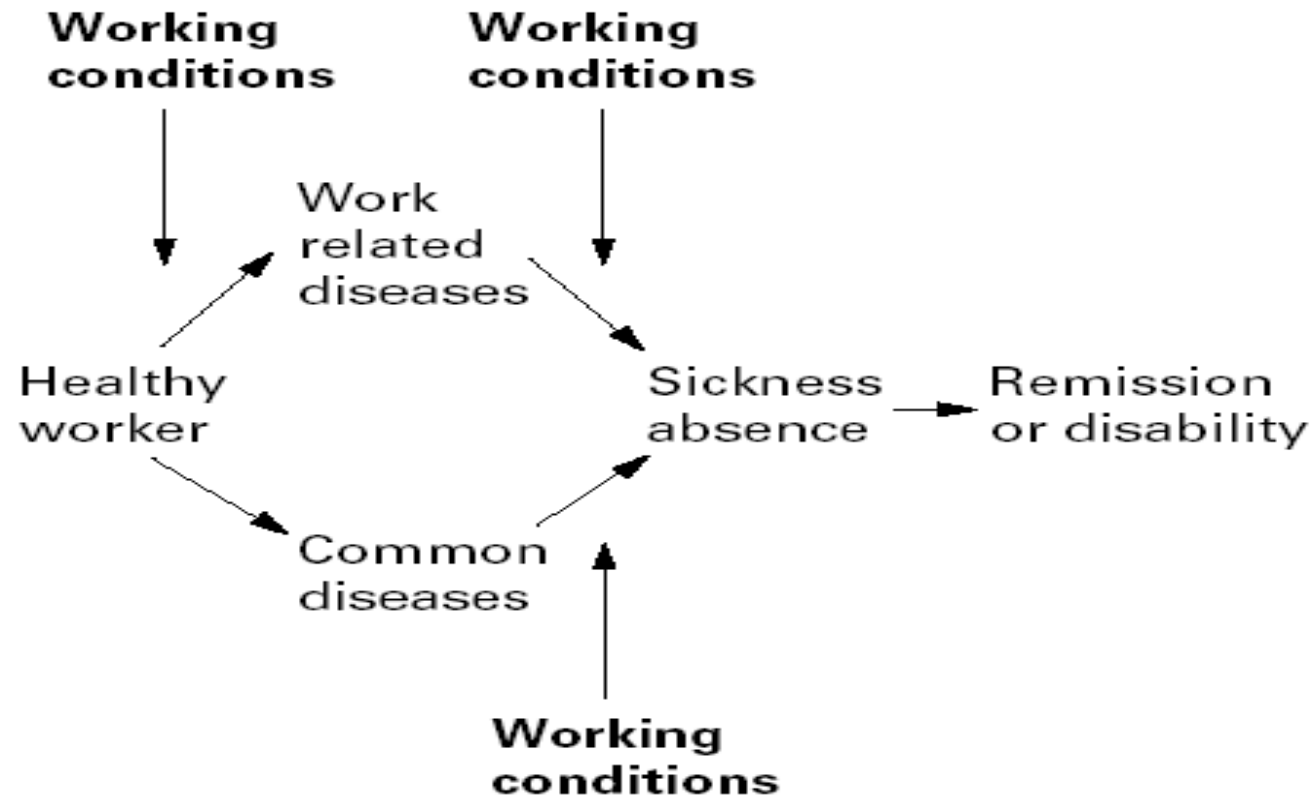 Working
conditions
Working
conditions
Work
related
diseases
Healthy
worker
Sickness
absence
Remission
or disability
Common
diseases
Working
conditions